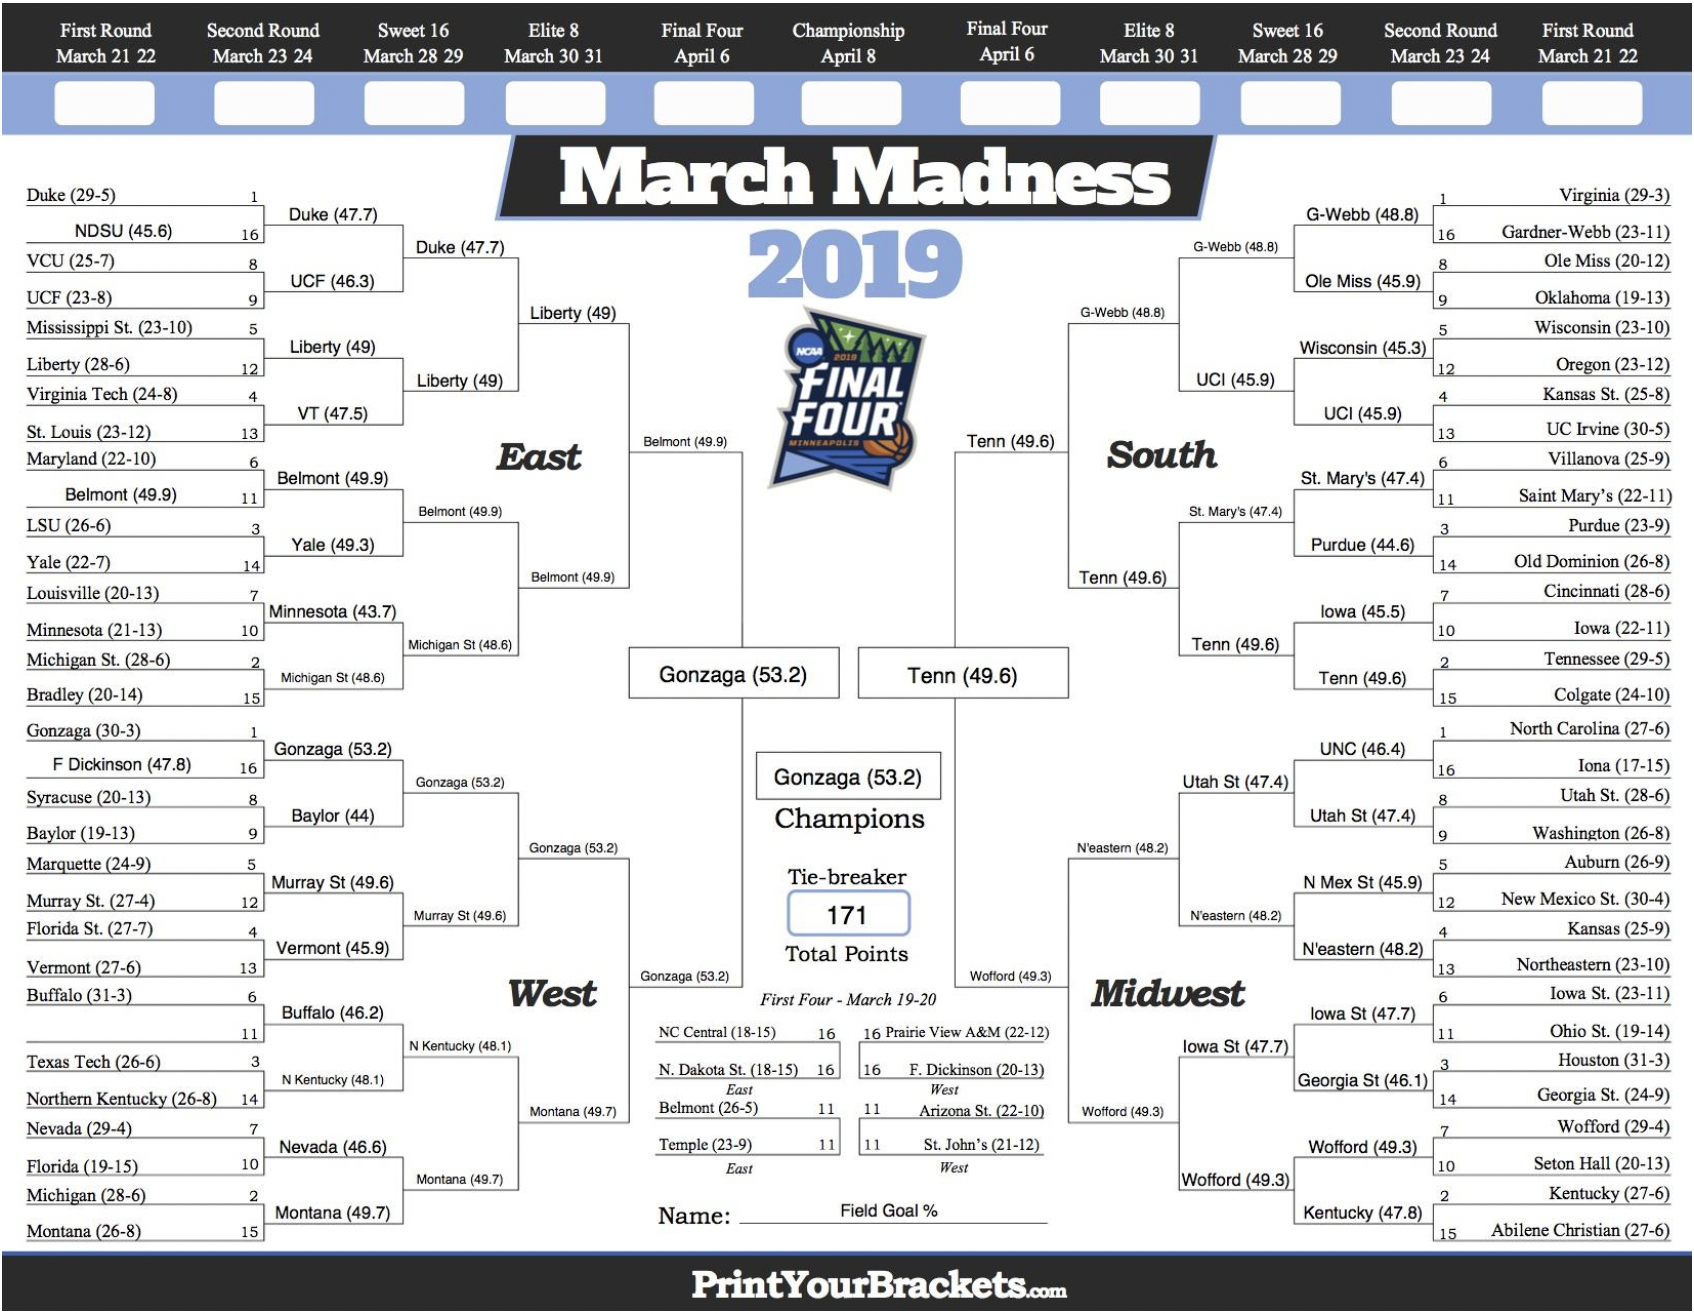 First Round
March 21 22
Second Round
March 23 24
Sweet 16
March 28 29
Elite 8
March 30 31
Final Four
April 6
Championship
April 8
Final Four
April 6
Elite 8
March 30 31
Sweet 16
March 28 29
Second Round
March 23 24
First Round
March 21 22
March Madness
2019
NCAA
2019
FINAL
FOUR
MINNEAPOLIS
Duke (29-5) 1
NDSU (45.6) 16
VCU (25-7) 8
UCF (23-8) 9
Mississippi St. (23-10) 5
Liberty (28-6) 12
Virginia Tech (24-8) 4
St. Louis (23-12) 13
Maryland (22-10) 6
Belmont (49.9) 11
LSU (26-6) 3
Yale (22-7) 14
Louisville (20-13) 7
Minnesota (21-13) 10
Michigan St. (28-6) 2
Bradley (20-14) 15
Duke (47.7)
UCF (46.3)
Liberty (49)
VT (47.5)
Belmont (49.9)
Yale (49.3)
Minnesota (43.7)
Michigan St (48.6)
Duke (47.7)
Liberty (49)
Belmont (49.9)
Michigan St (48.6)
Liberty (49)
Belmont (49.9)
East
Belmont (49.9)
Gonzaga (30-3) 1
F Dickinson (47.8) 16
Syracuse (20-13) 8
Baylor (19-13) 9
Marquette (24-9) 5
Murray St. (27-4) 12
Florida St. (27-7) 4
Vermont (27-6) 13
Buffalo (31-3) 6
11
Texas Tech (26-6) 3
Northern Kentucky (26-8) 14
Nevada (29-4) 7
Florida (19-15) 10
Michigan (28-6) 2
Montana (26-8) 15
Gonzaga (53.2)
Baylor (44)
Murray St (49.6)
Vermont (45.9)
Buffalo (46.2)
N Kentucky (48.1)
Nevada (46.6)
Montana (49.7)
Gonzaga (53.2)
Murray St (49.6)
N Kentucky (48.1)
Montana (49.7)
Gonzaga (53.2)
Montana (49.7)
West
Gonzaga (53.2)
Gonzaga (53.2)
Tenn (49.6)
Gonzaga (53.2)
Champions
Tie-breaker
171
Total Points
First Four - March 19-20
NC Central (18-15) 16
N. Dakota St. (18-15) 16
East
Belmont (26-5) 11
Temple (23-9) 11
East
16 Prairie View A&M (22-12)
16 F. Dickinson (20-13)
West
11 Arizona St. (22-10)
11 St. John’s (21-12)
West
Name: Field Goal %
Tenn (49.6)
South
G-Webb (48.8)
Tenn (49.6)
G-Webb (48.8)
UCI (45.9)
St. Mary's (47.4)
Tenn (49.6)
G-Webb (48.8)
Ole Miss (45.9)
Wisconsin (45.3)
UCI (45.9)
St. Mary's (47.4)
Purdue (44.6)
Iowa (45.5)
Tenn (49.6)
1 Virginia (29-3)
16 Gardner-Webb (23-11)
8 Ole Miss (20-12)
9 Oklahoma (19-13)
5 Wisconsin (23-10)
12 Oregon (23-12)
4 Kansas St. (25-8)
13 UC Irvine (30-5)
6 Villanova (25-9)
11 Saint Mary’s (22-11)
3 Purdue (23-9)
14 Old Dominion (26-8)
7 Cincinnati (28-6)
10 Iowa (22-11)
2 Tennessee (29-5)
15 Colgate (24-10)
Wofford (49.3)
Midwest
N'eastern (48.2)
Wofford (49.3)
Utah St (47.4)
N'eastern (48.2)
Iowa St (47.7)
Wofford (49.3)
UNC (46.4)
Utah St (47.4)
N Mex St (45.9)
N'eastern (48.2)
Iowa St (47.7)
Georgia St (46.1)
Wofford (49.3)
Kentucky (47.8)
1 North Carolina (27-6)
16 Iona (17-15)
8 Utah St. (28-6)
9 Washington (26-8)
5 Auburn (26-9)
12 New Mexico St. (30-4)
4 Kansas (25-9)
13 Northeastern (23-10)
6 Iowa St. (23-11)
11 Ohio St. (19-14)
3 Houston (31-3)
14 Georgia St. (24-9)
7 Wofford (29-4)
10 Seton Hall (20-13)
2 Kentucky (27-6)
15 Abilene Christian (27-6)
PrintYourBrackets.com